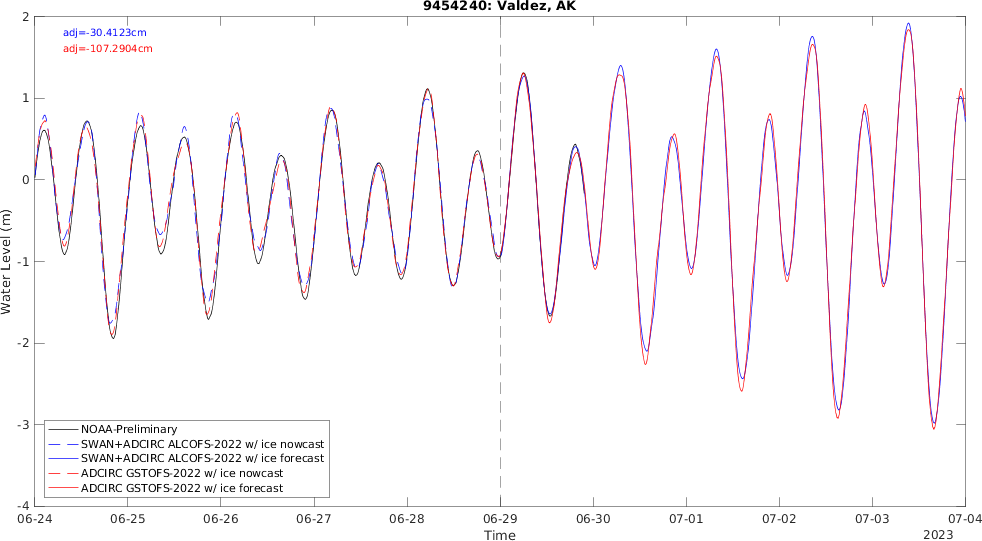 9454240: Valdez, AK
adj=-30.4123cm
adj=-107.2904cm
2
1
0
-1
-2
-3
-4
Water Level (m)
NOAA-Preliminary
SWAN+ADCIRC ALCOFS-2022 w/ ice nowcast
SWAN+ADCIRC ALCOFS-2022 w/ ice forecast
ADCIRC GSTOFS-2022 w/ ice nowcast
ADCIRC GSTOFS-2022 w/ ice forecast
06-24 06-25 06-26 06-27 06-28 06-29 06-30 07-01 07-02 07-03 07-04
Time
2023